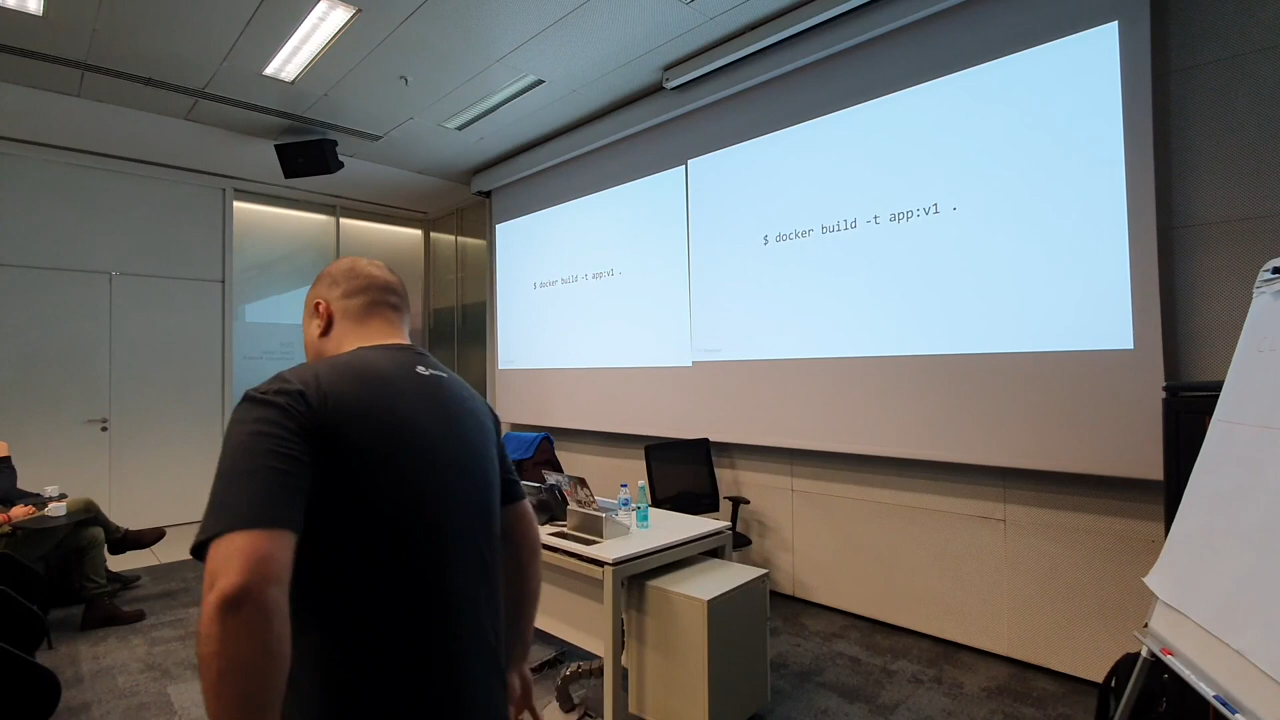 $ docker build -t app:v1 .
$ docker build -t app:v1 .